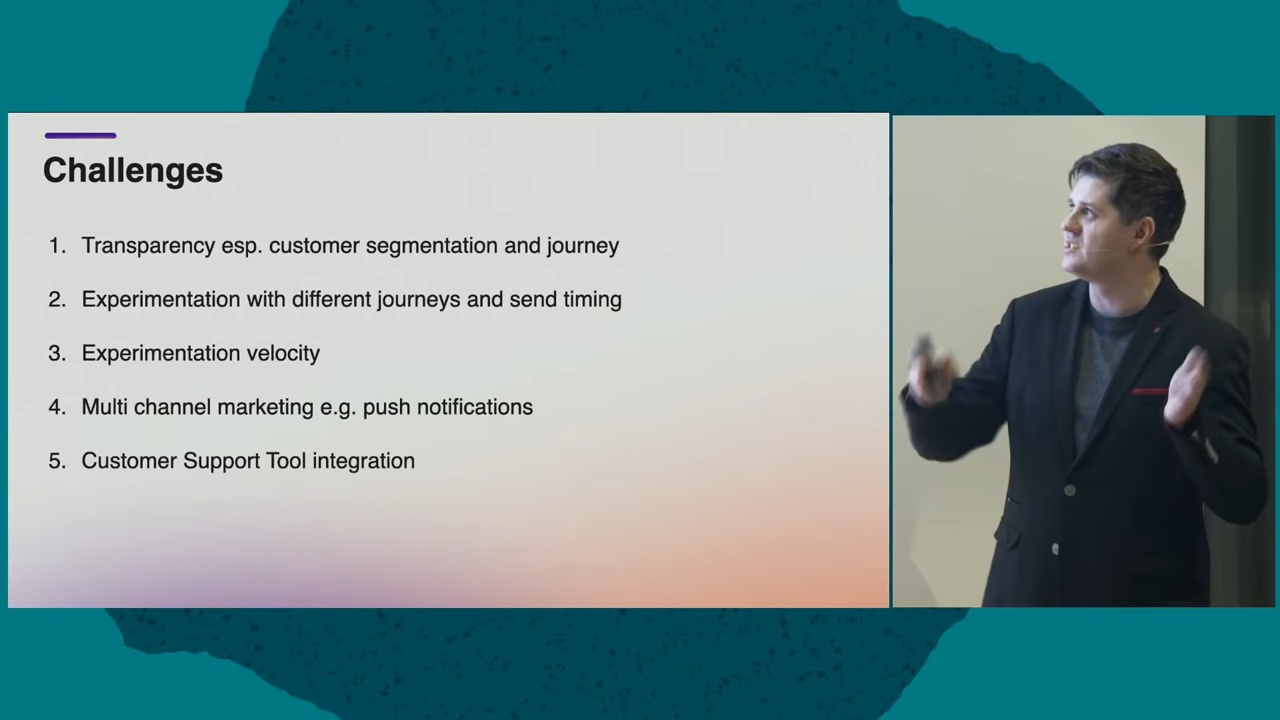 Challenges
1. Transparency esp. customer segmentation and journey
2. Experimentation with different journeys and send timing
3. Experimentation velocity
4. Multi channel marketing e.g. push notifications
5. Customer Support Tool integration